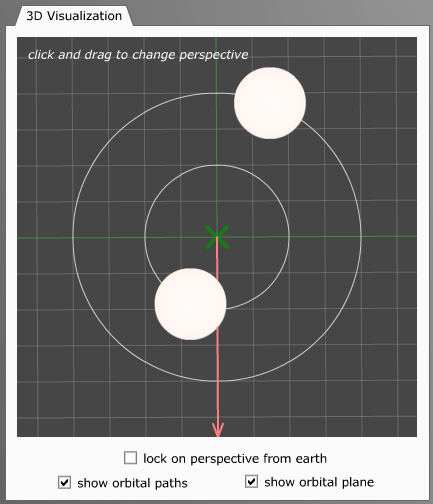 3D Visualization
click and drag to change perspective
lock on perspective from earth
show orbital paths
show orbital plane